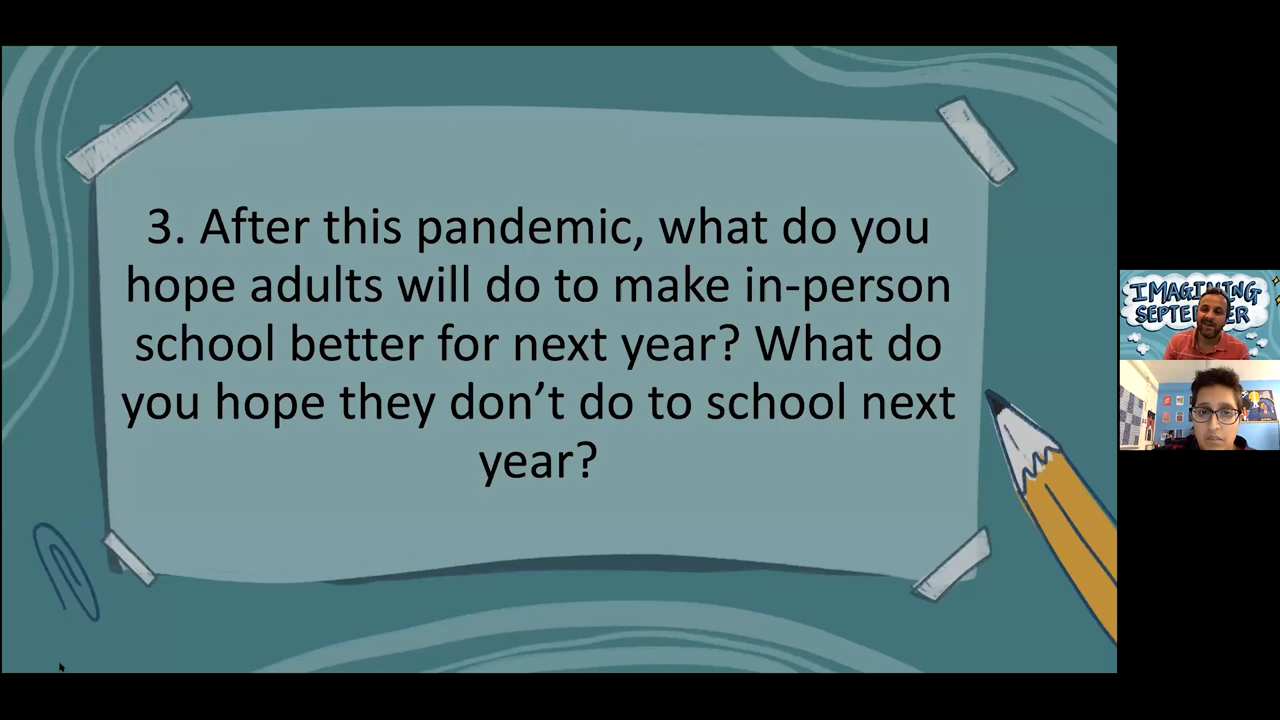 3. After this pandemic, what do you
hope adults will do to make in-person
school better for next year? What do
you hope they don’t do to school next
year?
IMAGINING
SEPTEMBER